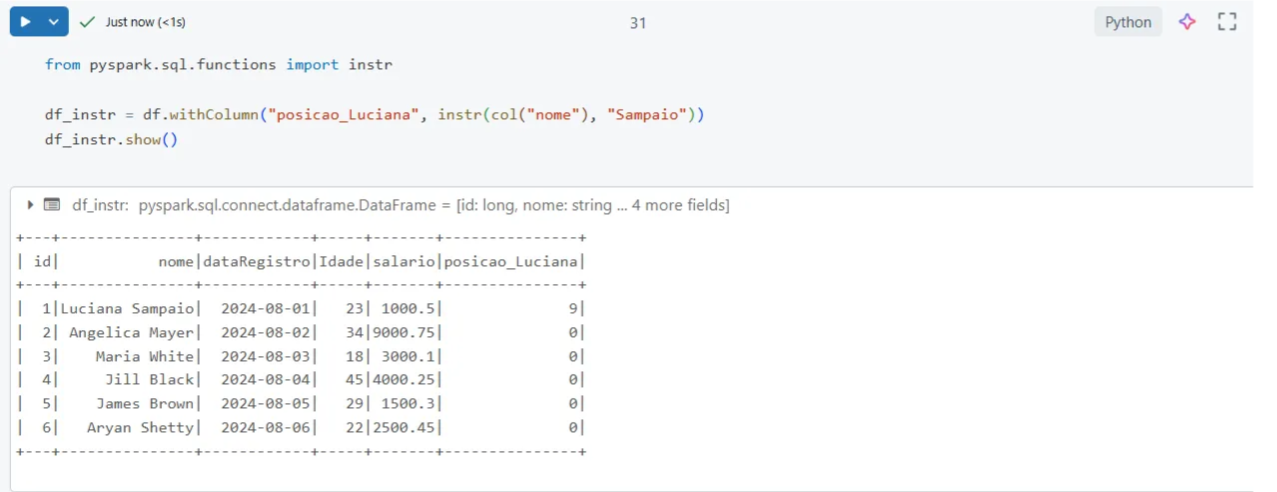 Just now (<1s)
31
Python
from pyspark.sql.functions import instr
df_instr = df.withColumn("posicao_Luciana", instr(col("nome"), "Sampaio"))
df_instr.show()
df_instr: pyspark.sql.connect.dataframe.DataFrame = [id: long, nome: string ... 4 more fields]
+---+---------------+------------+-----+-------+---------------+
| id|           nome|dataRegistro|Idade|salario|posicao_Luciana|
+---+---------------+------------+-----+-------+---------------+
|  1|Luciana Sampaio|  2024-08-01|   23| 1000.5|              9|
|  2| Angelica Mayer|  2024-08-02|   34|9000.75|              0|
|  3|    Maria White|  2024-08-03|   18| 3000.1|              0|
|  4|     Jill Black|  2024-08-04|   45|4000.25|              0|
|  5|    James Brown|  2024-08-05|   29| 1500.3|              0|
|  6|   Aryan Shetty|  2024-08-06|   22|2500.45|              0|
+---+---------------+------------+-----+-------+---------------+